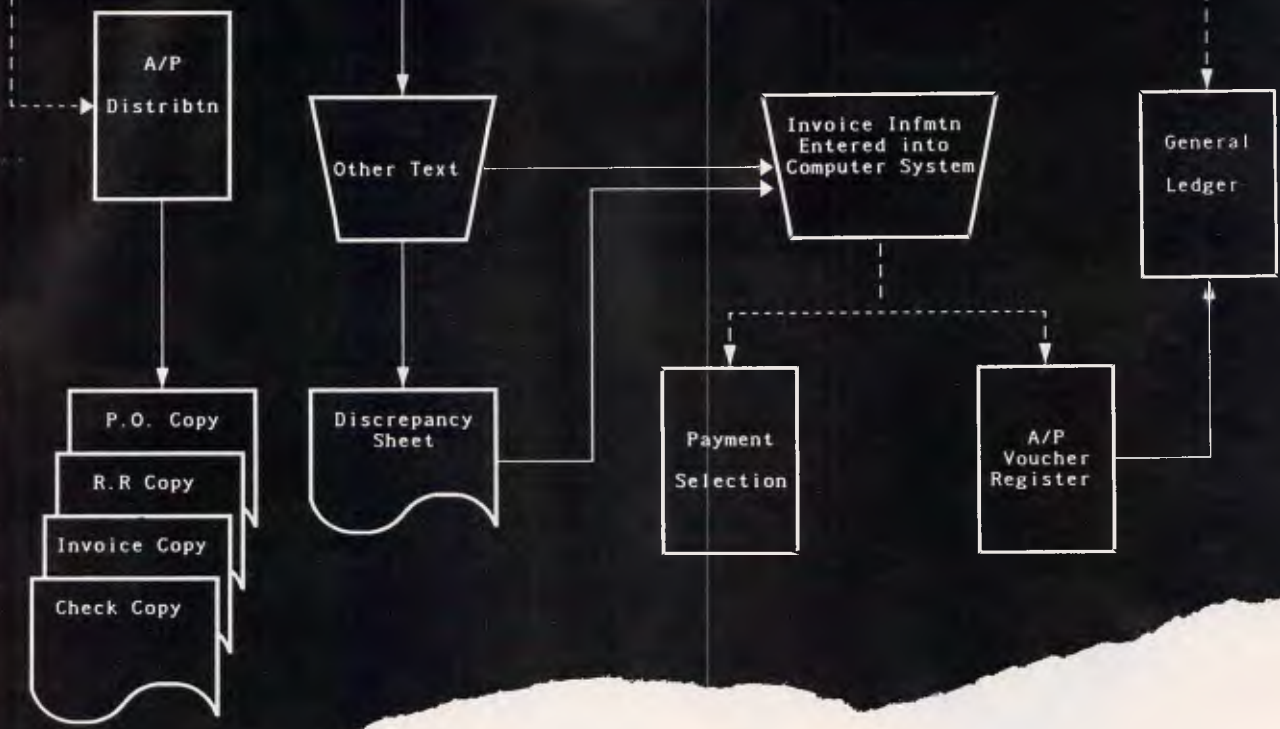 A/P
Distribtn
Other Text
Invoice Infmtn
Entered into
Computer System
General
Ledger
P.O. Copy
R.R Copy
Invoice Copy
Check Copy
Discrepancy
Sheet
Payment
Selection
A/P
Voucher
Register